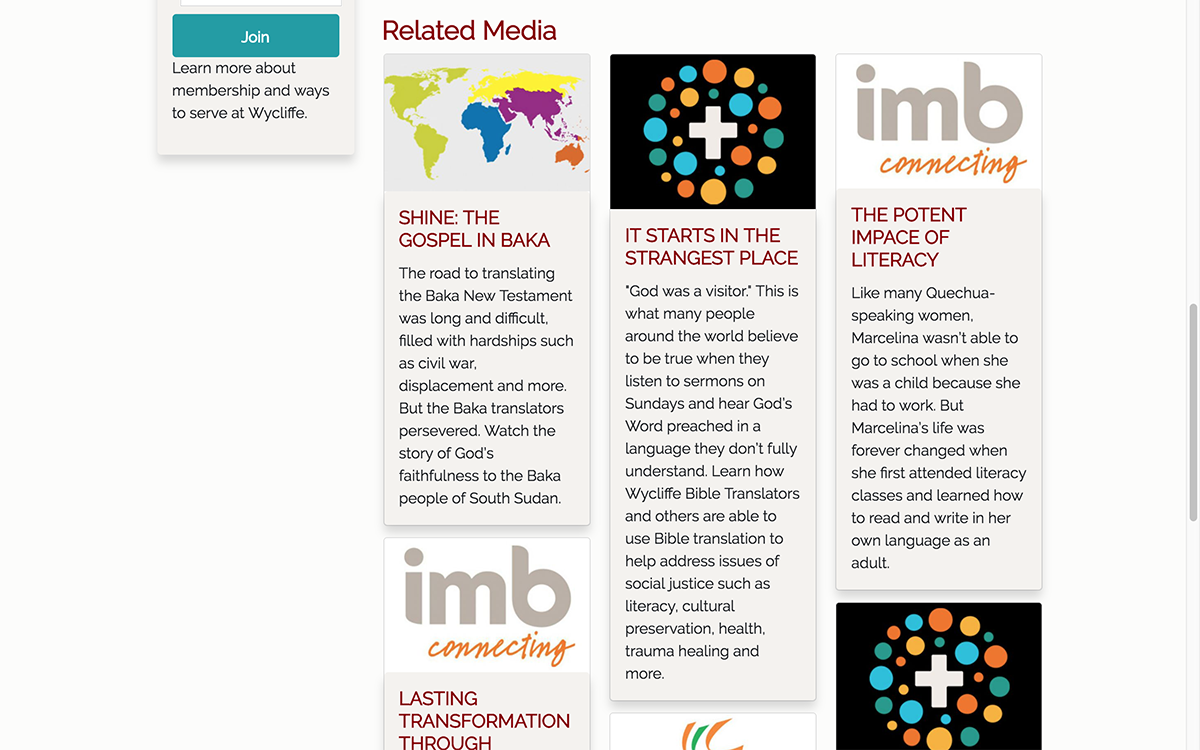 Join
Learn more about
membership and ways
to serve at Wycliffe.
Related Media
SHINE: THE
GOSPEL IN BAKA
The road to translating
the Baka New Testament
was long and difficult,
filled with hardships such
as civil war,
displacement and more.
But the Baka translators
persevered. Watch the
story of God's
faithfulness to the Baka
people of South Sudan.
imb
connecting
LASTING
TRANSFORMATION
THROUGH
IT STARTS IN THE
STRANGEST PLACE
"God was a visitor." This is
what many people
around the world believe
to be true when they
listen to sermons on
Sundays and hear God's
Word preached in a
language they don't fully
understand. Learn how
Wycliffe Bible Translators
and others are able to
use Bible translation to
help address issues of
social justice such as
literacy, cultural
preservation, health,
trauma healing and
more.
imb
connecting
THE POTENT
IMPACE OF
LITERACY
Like many Quechua-
speaking women,
Marcelina wasn't able to
go to school when she
was a child because she
had to work. But
Marcelina's life was
forever changed when
she first attended literacy
classes and learned how
to read and write in her
own language as an
adult.